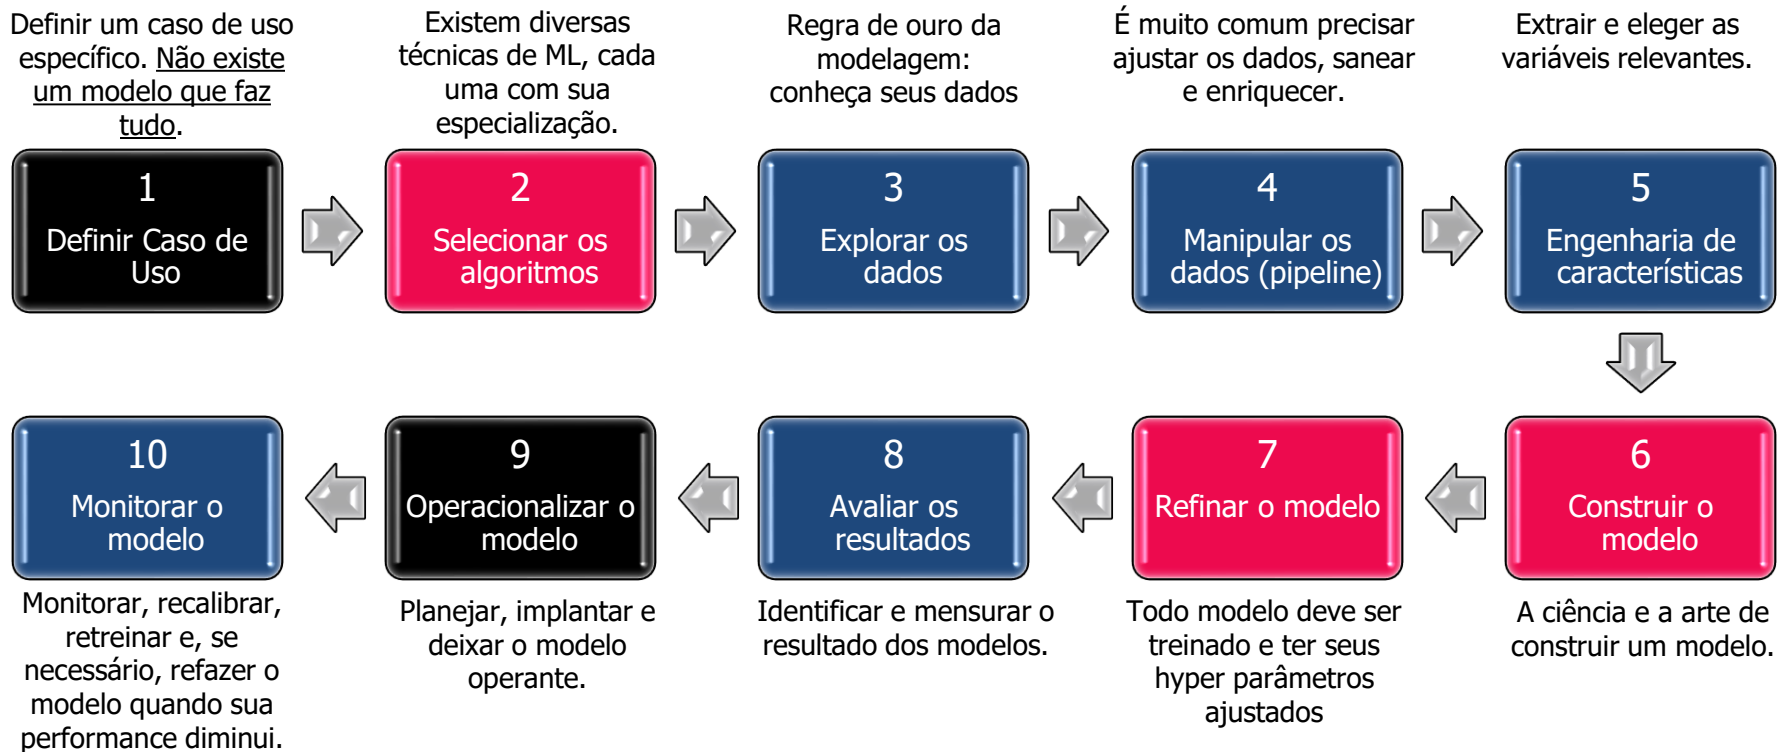 Definir um caso de uso
específico. Não existe
um modelo que faz
tudo.
Existem diversas
técnicas de ML, cada
uma com sua
especialização.
Regra de ouro da
modelagem:
conheça seus dados
É muito comum precisar
ajustar os dados, sanear
e enriquecer.
Extrair e eleger as
variáveis relevantes.
1
Definir Caso de
Uso
2
Selecionar os
algoritmos
3
Explorar os
dados
4
Manipular os
dados (pipeline)
5
Engenharia de
características
10
Monitorar o
modelo
9
Operacionalizar o
modelo
8
Avaliar os
resultados
7
Refinar o modelo
6
Construir o
modelo
Monitorar, recalibrar,
retreinar e, se
necessário, refazer o
modelo quando sua
performance diminui.
Planejar, implantar e
deixar o modelo
operante.
Identificar e mensurar o
resultado dos modelos.
Todo modelo deve ser
treinado e ter seus
hyper parâmetros
ajustados
A ciência e a arte de
construir um modelo.